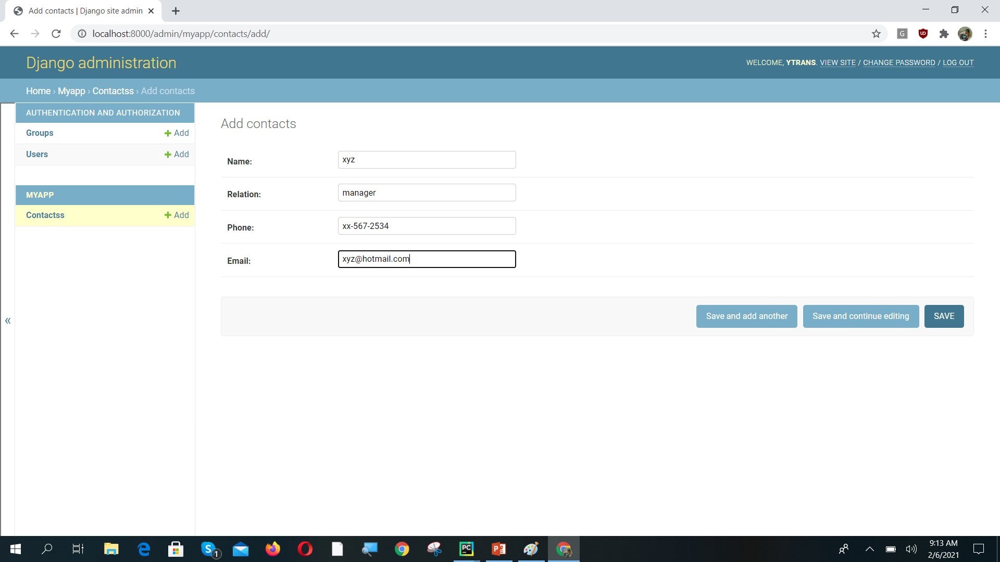 Add contacts | Django site admin
localhost:8000/admin/myapp/contacts/add/
G
UD
Django administration
WELCOME, YTRANS. VIEW SITE / CHANGE PASSWORD / LOG OUT
Home › Myapp › Contactss › Add contacts
AUTHENTICATION AND AUTHORIZATION
Groups + Add
Users + Add
MYAPP
Contactss + Add
«
Add contacts
Name: xyz
Relation: manager
Phone: xx-567-2534
Email: xyz@hotmail.com
Save and add another Save and continue editing SAVE
S 1
PC
P
9:13 AM
2/6/2021